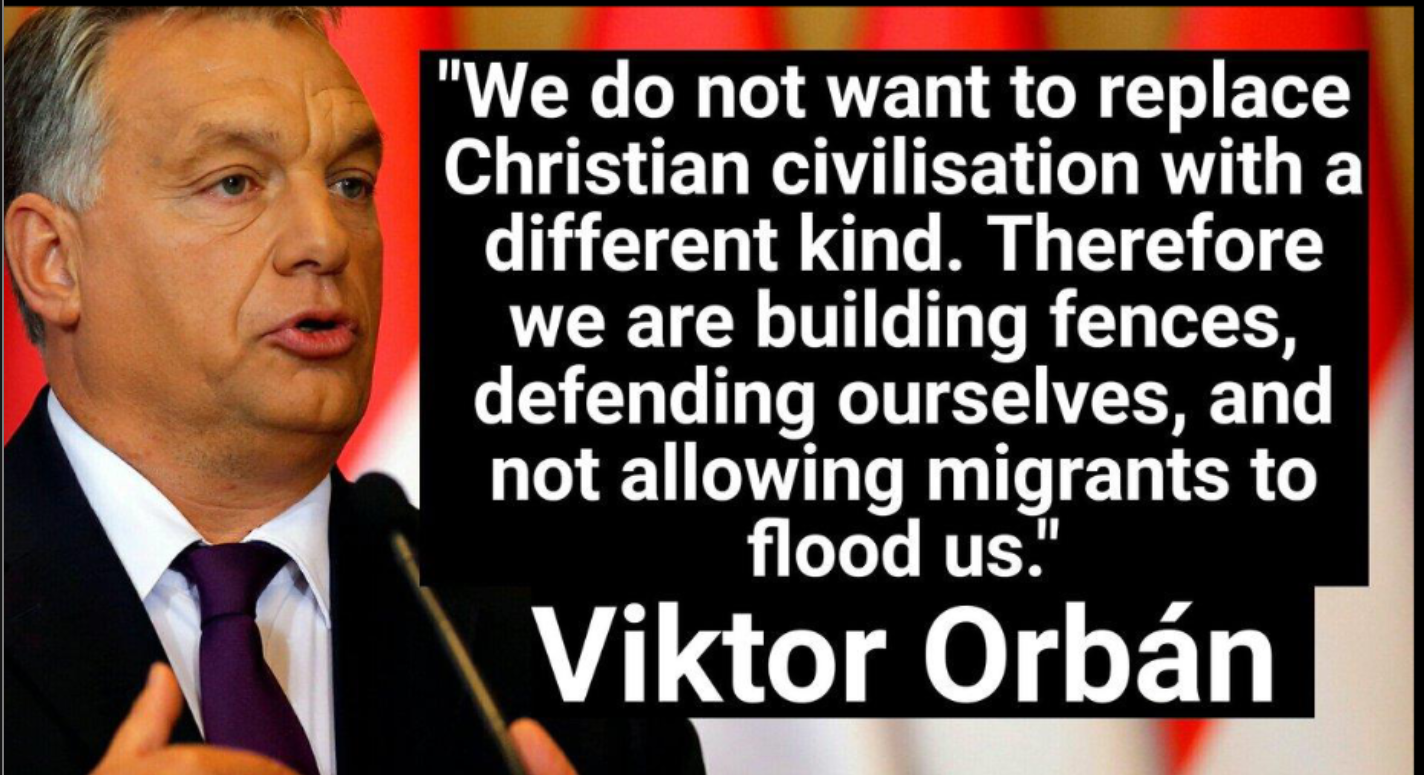 "We do not want to replace
Christian civilisation with a
different kind. Therefore
we are building fences,
defending ourselves, and
not allowing migrants to
flood us."
Viktor Orbán